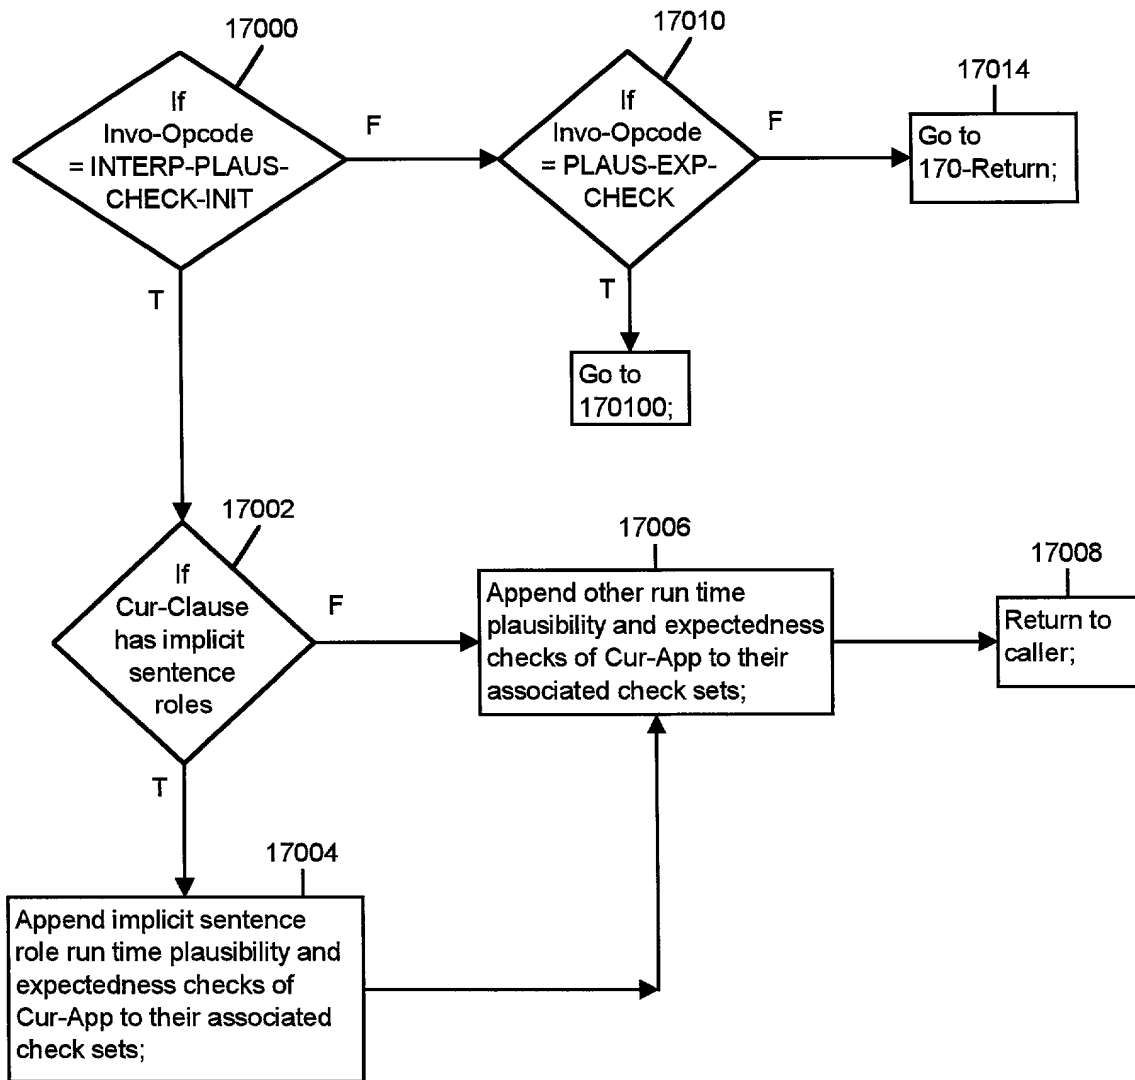 17000
If
Invo-Opcode
= INTERP-PLAUS-
CHECK-INIT
F
T
17010
If
Invo-Opcode
= PLAUS-EXP-
CHECK
F
T
17014
Go to
170-Return;
Go to
170100;
17002
If
Cur-Clause
has implicit
sentence
roles
F
T
17006
Append other run time
plausibility and expectedness
checks of Cur-App to their
associated check sets;
17008
Return to
caller;
17004
Append implicit sentence
role run time plausibility and
expectedness checks of
Cur-App to their associated
check sets;